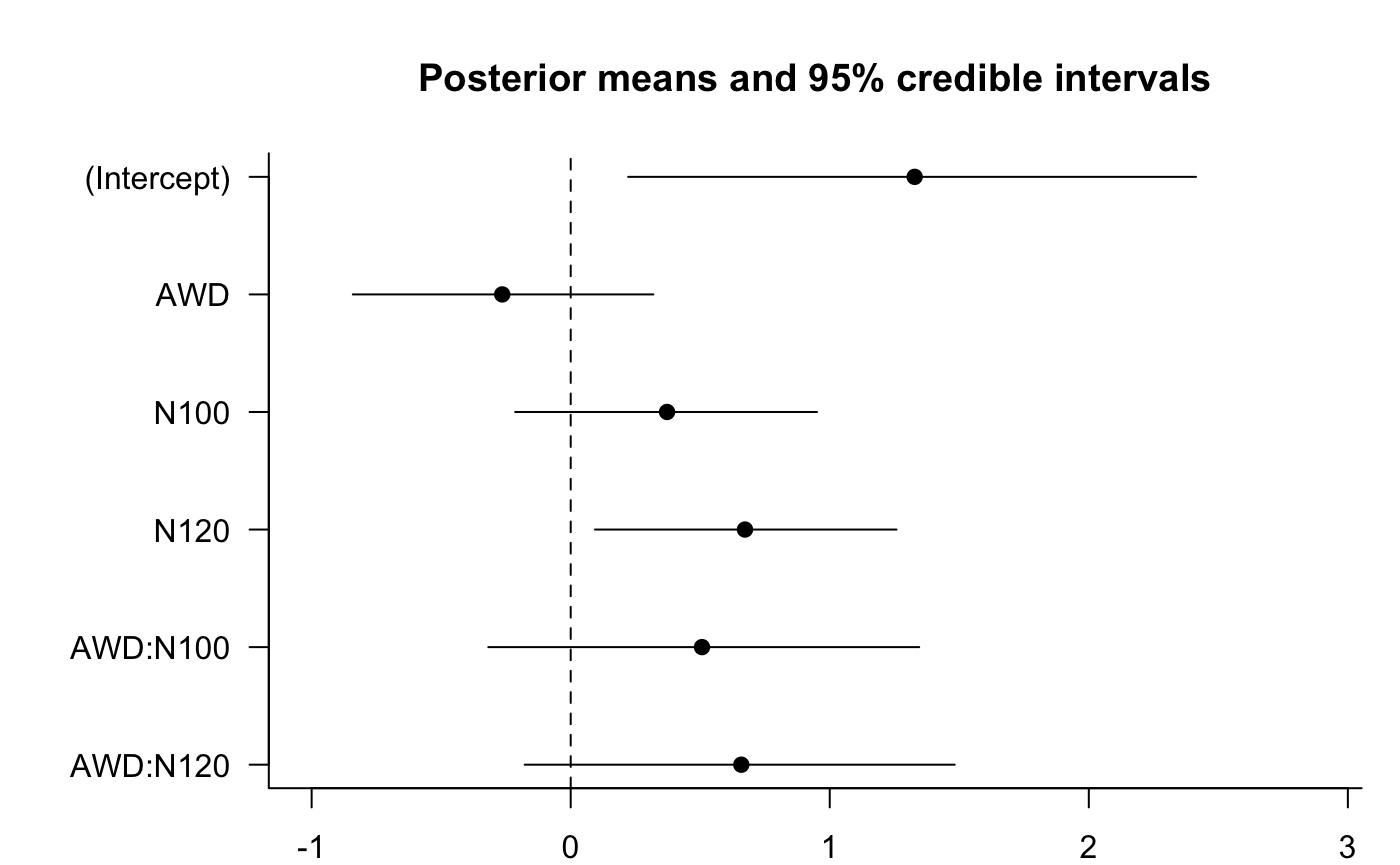 Posterior means and 95% credible intervals
(Intercept)
AWD
N100
N120
AWD:N100
AWD:N120
-1 0 1 2 3